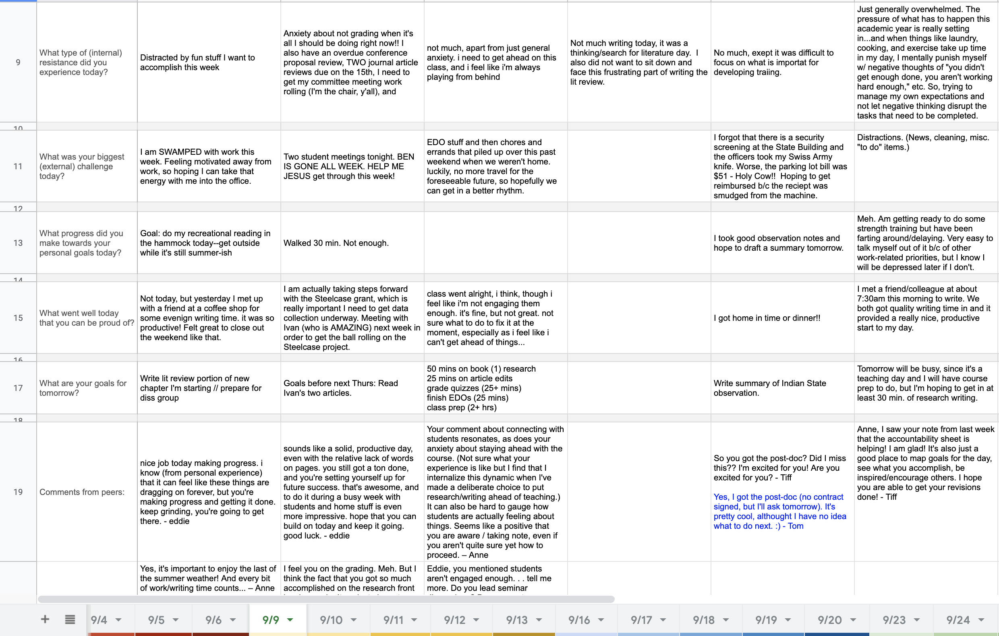 9
What type of (internal)
resistance did you
experience today?
Distracted by fun stuff I want to
accomplish this week
Anxiety about not grading when it's
all I should be doing right now!! I
also have an overdue conference
proposal review, TWO journal article
reviews due on the 15th, I need to
get my committee meeting work
rolling (I'm the chair, y'all), and
not much, apart from just general
anxiety. i need to get ahead on this
class, and i feel like i'm always
playing from behind
Not much writing today, it was a
thinking/search for literature day.  I
also did not want to sit down and
face this frustrating part of writing the
lit review.
No much, exept it was difficult to
focus on what is importat for
developing traiing.
Just generally overwhelmed. The
pressure of what has to happen this
academic year is really setting
in...and when things like laundry,
cooking, and exercise take up time
in my day, I mentally punish myself
w/ negative thoughts of "you didn't
get enough done, you aren't working
hard enough," etc. So, trying to
manage my own expectations and
not let negative thinking disrupt the
tasks that need to be completed.
10
11
What was your biggest
(external) challenge
today?
I am SWAMPED with work this
week. Feeling motivated away from
work, so hoping I can take that
energy with me into the office.
Two student meetings tonight. BEN
IS GONE ALL WEEK. HELP ME
JESUS get through this week!
EDO stuff and then chores and
errands that piled up over this past
weekend when we weren't home.
luckily, no more travel for the
foreseeable future, so hopefully we
can get in a better rhythm.
I forgot that there is a security
screening at the State Building and
the officers took my Swiss Army
knife. Worse, the parking lot bill was
$51 - Holy Cow!!  Hoping to get
reimbursed b/c the reciept was
smudged from the machine.
Distractions. (News, cleaning, misc.
"to do" items.)
12
13
What progress did you
make towards your
personal goals today?
Goal: do my recreational reading in
the hammock today--get outside
while it's still summer-ish
Walked 30 min. Not enough.
I took good observation notes and
hope to draft a summary tomorrow.
Meh. Am getting ready to do some
strength training but have been
farting around/delaying. Very easy to
talk myself out of it b/c of other
work-related priorities, but I know I
will be depressed later if I don't.
14
15
What went well today
that you can be proud of?
Not today, but yesterday I met up
with a friend at a coffee shop for
some evenign writing time. it was so
productive! Felt great to close out
the weekend like that.
I am actually taking steps forward
with the Steelcase grant, which is
really important I need to get data
collection underway. Meeting with
Ivan (who is AMAZING) next week in
order to get the ball rolling on the
Steelcase project.
class went alright, i think, though i
feel like i'm not engaging them
enough. it's fine, but not great. not
sure what to do to fix it at the
moment, especially as i feel like i
can't get ahead of things...
I got home in time or dinner!!
I met a friend/colleague at about
7:30am this morning to write. We
both got quality writing time in and it
provided a really nice, productive
start to my day.
16
17
What are your goals for
tomorrow?
Write lit review portion of new
chapter I'm starting // prepare for
diss group
Goals before next Thurs: Read
Ivan's two articles.
50 mins on book (1) research
25 mins on article edits
grade quizzes (25+ mins)
finish EDOs (25 mins)
class prep (2+ hrs)
Write summary of Indian State
observation.
Tomorrow will be busy, since it's a
teaching day and I will have course
prep to do, but I'm hoping to get in at
least 30 min. of research writing.
18
19
Comments from peers:
nice job today making progress. i
know (from personal experience)
that it can feel like these things are
dragging on forever, but you're
making progress and getting it done.
keep grinding, you're going to get
there. - eddie
sounds like a solid, productive day,
even with the relative lack of words
on pages. you still got a ton done,
and you're setting yourself up for
future success. that's awesome, and
to do it during a busy week with
students and home stuff is even
more impressive. hope that you can
build on today and keep it going.
good luck. - eddie
Your comment about connecting with
students resonates, as does your
anxiety about staying ahead with the
course. (Not sure what your
experience is like but I find that I
internalize this dynamic when I've
made a deliberate choice to put
research/writing ahead of teaching.)
It can also be hard to gauge how
students are actually feeling about
things. Seems like a positive that
you are aware / taking note, even if
you aren't quite sure yet how to
proceed. – Anne
So you got the post-doc? Did I miss
this?? I'm excited for you! Are you
excited for you? - Tiff
Yes, I got the post-doc (no contract
signed, but I'll ask tomorrow). It's
pretty cool, althought I have no idea
what to do next. :) - Tom
Anne, I saw your note from last week
that the accountability sheet is
helping! I am glad! It's also just a
good place to map goals for the day,
see what you accomplish, be
inspired/encourage others. I hope
you are able to get your revisions
done! - Tiff
Yes, it's important to enjoy the last of
the summer weather! And every bit
of work/writing time counts... – Anne
I feel you on the grading. Meh. But I
think the fact that you got so much
accomplished on the research front
Eddie, you mentioned students
aren't engaged enough. . . tell me
more. Do you lead seminar
9/4
9/5
9/6
9/9
9/10
9/11
9/12
9/13
9/16
9/17
9/18
9/19
9/20
9/23
9/24